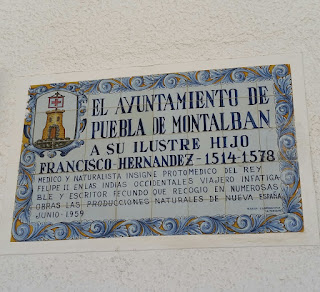 EL AYUNTAMIENTO DE
PUEBLA DE MONTALBAN
A SU ILUSTRE HIJO
FRANCISCO-HERNANDEZ-1514-1578
MEDICO Y NATURALISTA INSIGNE PROTOMEDICO DEL REY
FELIPE II EN LAS INDIAS OCCIDENTALES VIAJERO INFATIGA
BLE Y ESCRITOR FECUNDO QUE RECOGIO EN NUMEROSAS
OBRAS LAS PRODUCCIONES NATURALES DE NUEVA ESPAÑA
JUNIO-1959